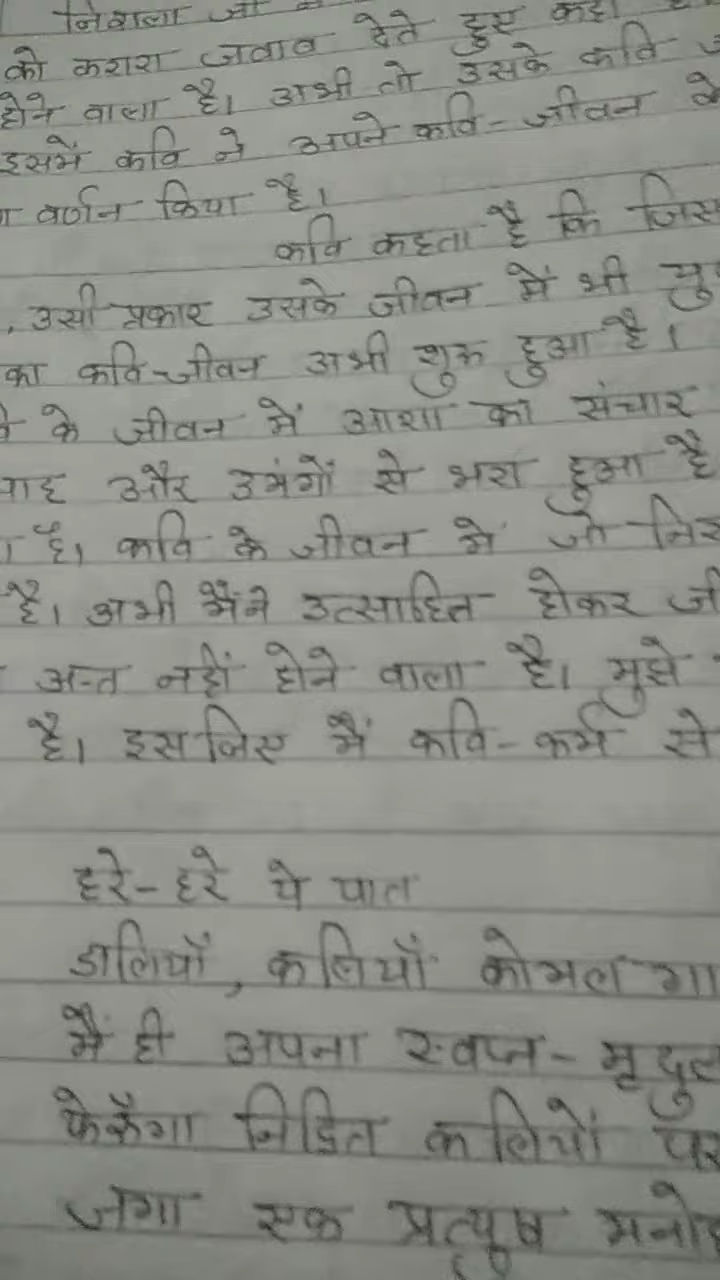 निराला जी
को करारा जवाब देते हुए कहा
होने वाला है। अभी तो उसके कवि
इसमें कवि ने अपने कवि-जीवन के
वर्णन किया है।
कवि कहता है कि जिस
, उसी प्रकार उसके जीवन में भी यु
का कवि-जीवन अभी शुरू हुआ है।
के जीवन में आशा का संचार
और उमंगों से भरा हुआ है
है। कवि के जीवन में जो निर
है। अभी मैंने उत्साहित होकर जी
अन्त नहीं होने वाला है। मुझे
है। इसलिए मैं कवि-कर्म से
हरे-हरे ये पात
डालियाँ, कलियाँ कोमल गा
मैं ही अपना स्वप्न-मृदुल
फेरूँगा निद्रित कलियों पर
जगा एक प्रत्यूष मनोह